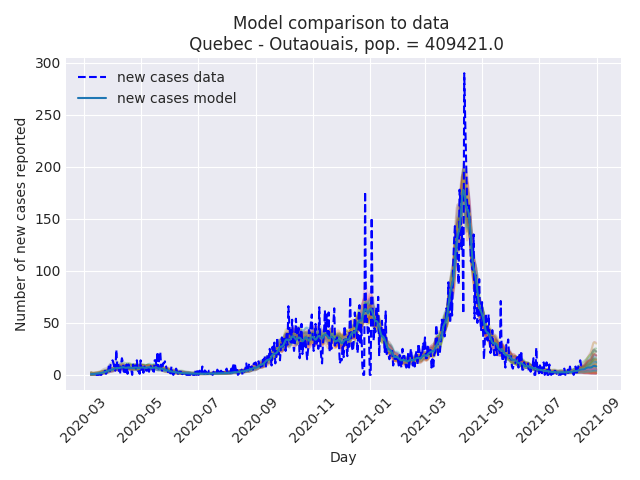 Model comparison to data
Quebec - Outaouais, pop. = 409421.0
new cases data
new cases model
Number of new cases reported
300
250
200
150
100
50
0
2020-03
2020-05
2020-07
2020-09
2020-11
2021-01
2021-03
2021-05
2021-07
2021-09
Day